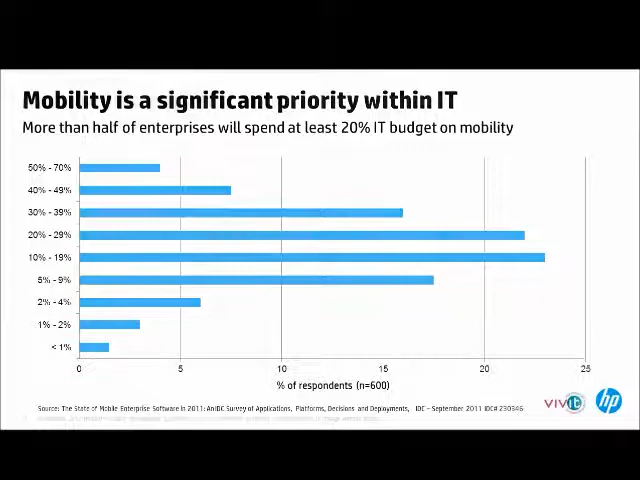 Mobility is a significant priority within IT
More than half of enterprises will spend at least 20% IT budget on mobility
50% - 70%
40% - 49%
30% - 39%
20% - 29%
10% - 19%
5% - 9%
2% - 4%
1% - 2%
< 1%
0 5 10 15 20 25
% of respondents (n=600)
Source: The State of Mobile Enterprise Software in 2011: An IDC Survey of Applications, Platforms, Decisions and Deployments, IDC – September 2011 IDC# 230346
VIVit
hp